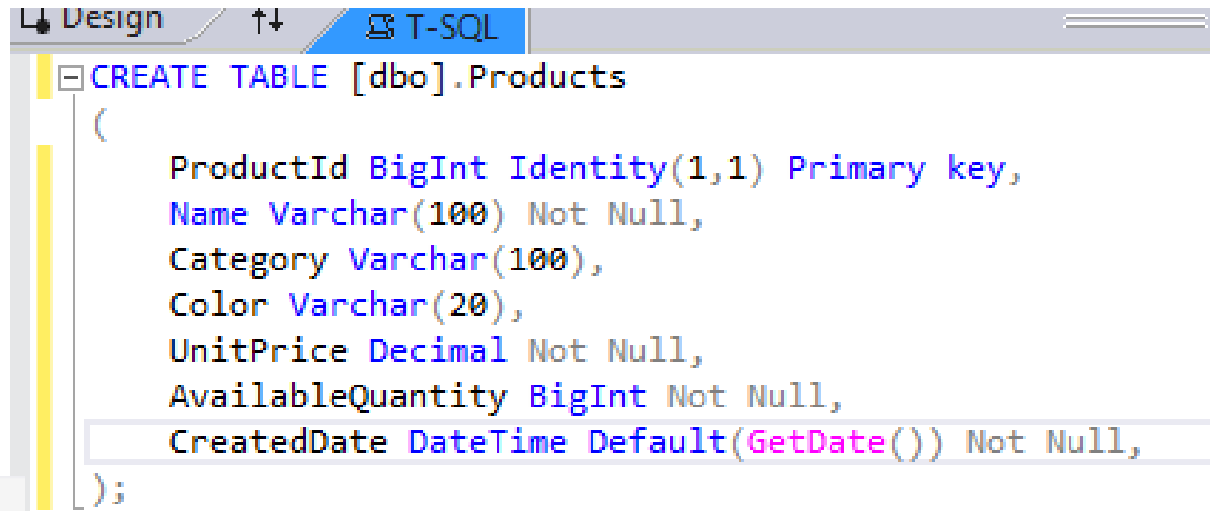 Design T-SQL
CREATE TABLE [dbo].Products
(
ProductId BigInt Identity(1,1) Primary key,
Name Varchar(100) Not Null,
Category Varchar(100),
Color Varchar(20),
UnitPrice Decimal Not Null,
AvailableQuantity BigInt Not Null,
CreatedDate DateTime Default(GetDate()) Not Null,
);